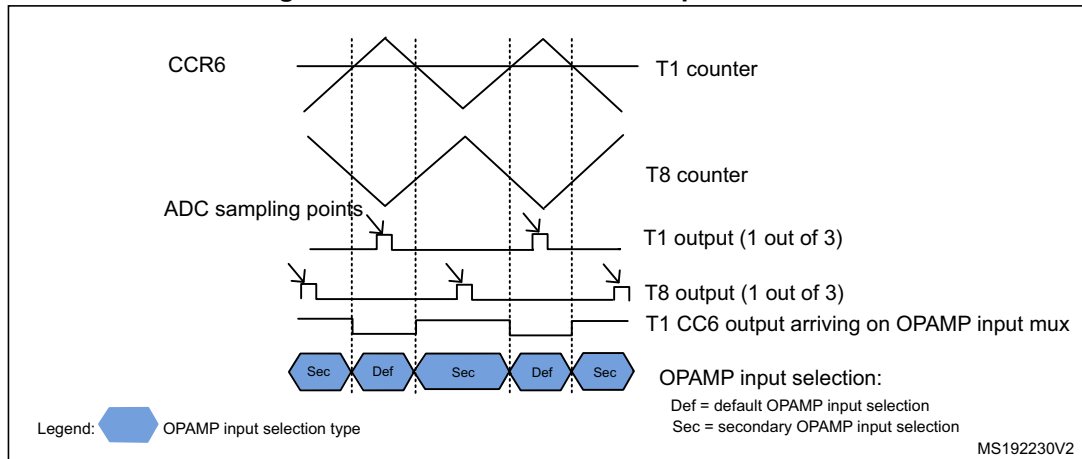 CCR6
T1 counter
T8 counter
ADC sampling points
T1 output (1 out of 3)
T8 output (1 out of 3)
T1 CC6 output arriving on OPAMP input mux
Sec Def Sec Def Sec
OPAMP input selection:
Def = default OPAMP input selection
Sec = secondary OPAMP input selection
Legend: OPAMP input selection type
MS192230V2